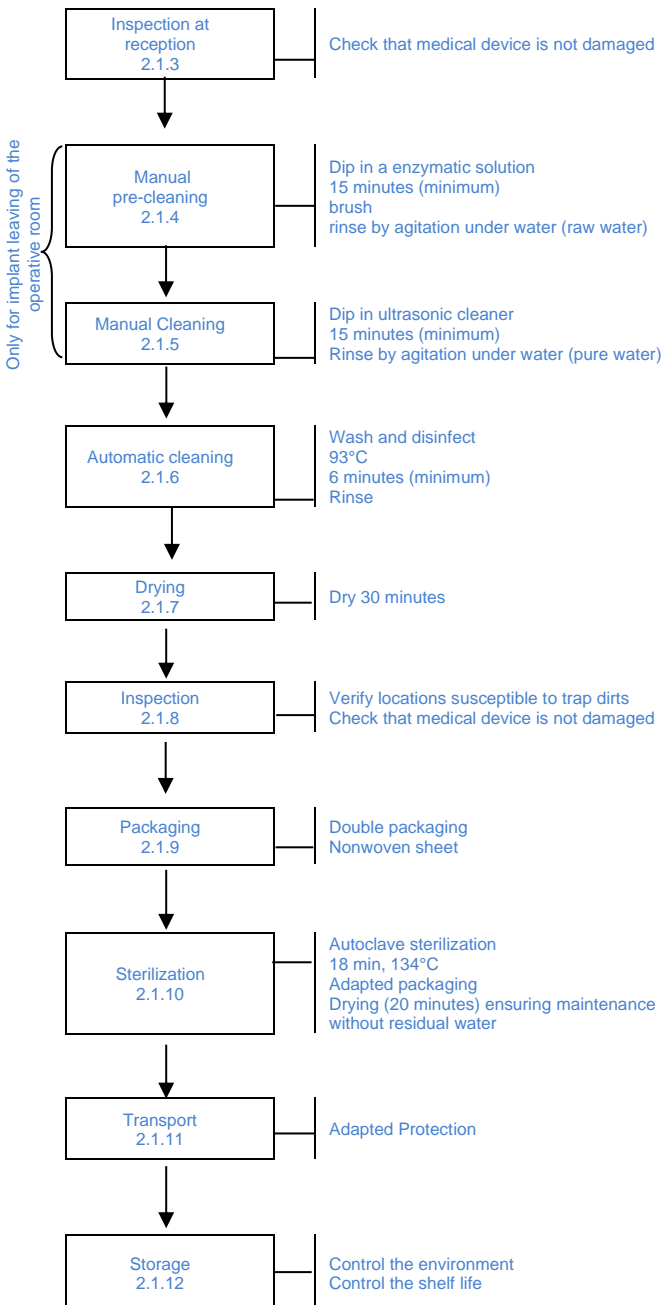 Inspection at
reception
2.1.3
Check that medical device is not damaged
Only for implant leaving of the
operative room
Manual
pre-cleaning
2.1.4
Dip in a enzymatic solution
15 minutes (minimum)
brush
rinse by agitation under water (raw water)
Manual Cleaning
2.1.5
Dip in ultrasonic cleaner
15 minutes (minimum)
Rinse by agitation under water (pure water)
Automatic cleaning
2.1.6
Wash and disinfect
93°C
6 minutes (minimum)
Rinse
Drying
2.1.7
Dry 30 minutes
Inspection
2.1.8
Verify locations susceptible to trap dirts
Check that medical device is not damaged
Packaging
2.1.9
Double packaging
Nonwoven sheet
Sterilization
2.1.10
Autoclave sterilization
18 min, 134°C
Adapted packaging
Drying (20 minutes) ensuring maintenance
without residual water
Transport
2.1.11
Adapted Protection
Storage
2.1.12
Control the environment
Control the shelf life